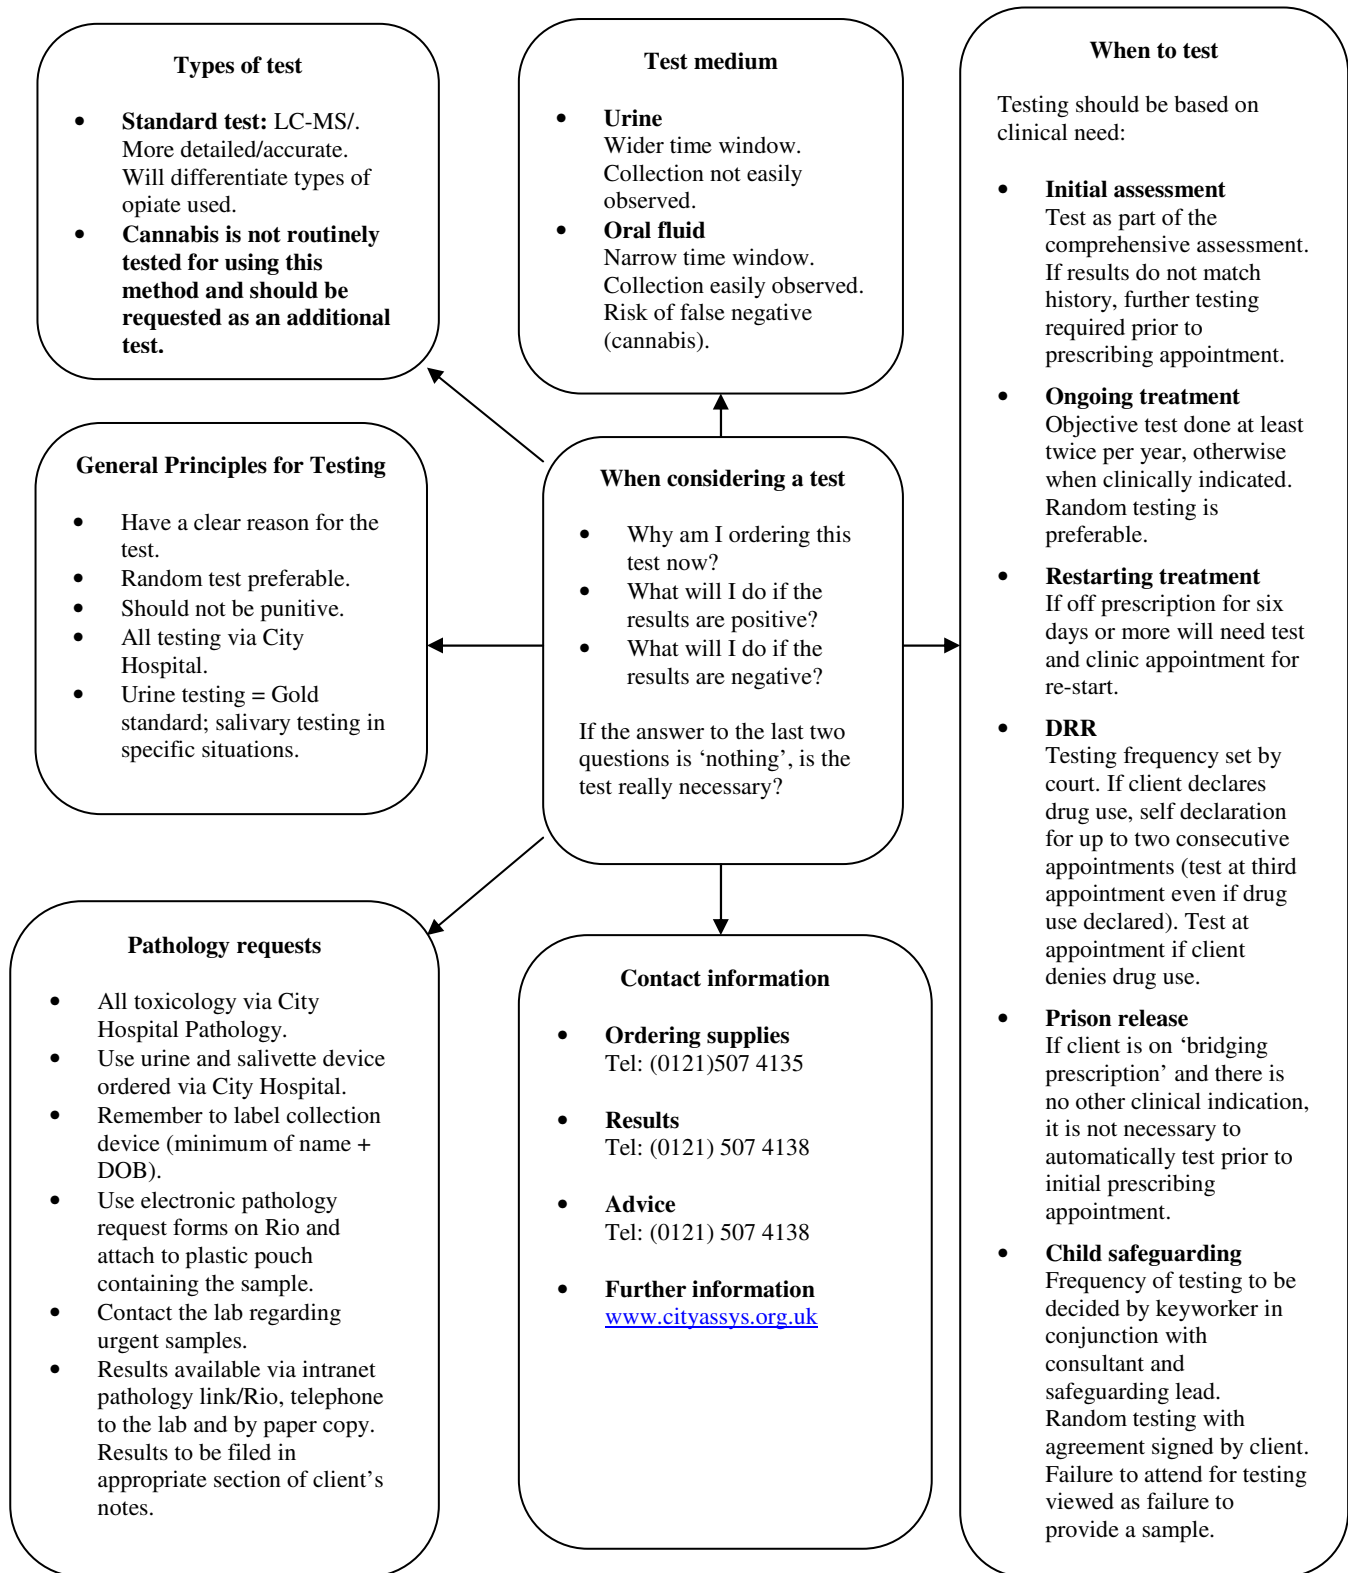 Types of test
• Standard test: LC-MS/.
More detailed/accurate.
Will differentiate types of
opiate used.
• Cannabis is not routinely
tested for using this
method and should be
requested as an additional
test.
Test medium
• Urine
Wider time window.
Collection not easily
observed.
• Oral fluid
Narrow time window.
Collection easily observed.
Risk of false negative
(cannabis).
When to test
Testing should be based on
clinical need:
• Initial assessment
Test as part of the
comprehensive assessment.
If results do not match
history, further testing
required prior to
prescribing appointment.
• Ongoing treatment
Objective test done at least
twice per year, otherwise
when clinically indicated.
Random testing is
preferable.
• Restarting treatment
If off prescription for six
days or more will need test
and clinic appointment for
re-start.
• DRR
Testing frequency set by
court. If client declares
drug use, self declaration
for up to two consecutive
appointments (test at third
appointment even if drug
use declared). Test at
appointment if client
denies drug use.
• Prison release
If client is on ‘bridging
prescription’ and there is
no other clinical indication,
it is not necessary to
automatically test prior to
initial prescribing
appointment.
• Child safeguarding
Frequency of testing to be
decided by keyworker in
conjunction with
consultant and
safeguarding lead.
Random testing with
agreement signed by client.
Failure to attend for testing
viewed as failure to
provide a sample.
General Principles for Testing
• Have a clear reason for the
test.
• Random test preferable.
• Should not be punitive.
• All testing via City
Hospital.
• Urine testing = Gold
standard; salivary testing in
specific situations.
When considering a test
• Why am I ordering this
test now?
• What will I do if the
results are positive?
• What will I do if the
results are negative?
If the answer to the last two
questions is ‘nothing’, is the
test really necessary?
Pathology requests
• All toxicology via City
Hospital Pathology.
• Use urine and salivette device
ordered via City Hospital.
• Remember to label collection
device (minimum of name +
DOB).
• Use electronic pathology
request forms on Rio and
attach to plastic pouch
containing the sample.
• Contact the lab regarding
urgent samples.
• Results available via intranet
pathology link/Rio, telephone
to the lab and by paper copy.
Results to be filed in
appropriate section of client’s
notes.
Contact information
• Ordering supplies
Tel: (0121)507 4135
• Results
Tel: (0121) 507 4138
• Advice
Tel: (0121) 507 4138
• Further information
www.cityassys.org.uk